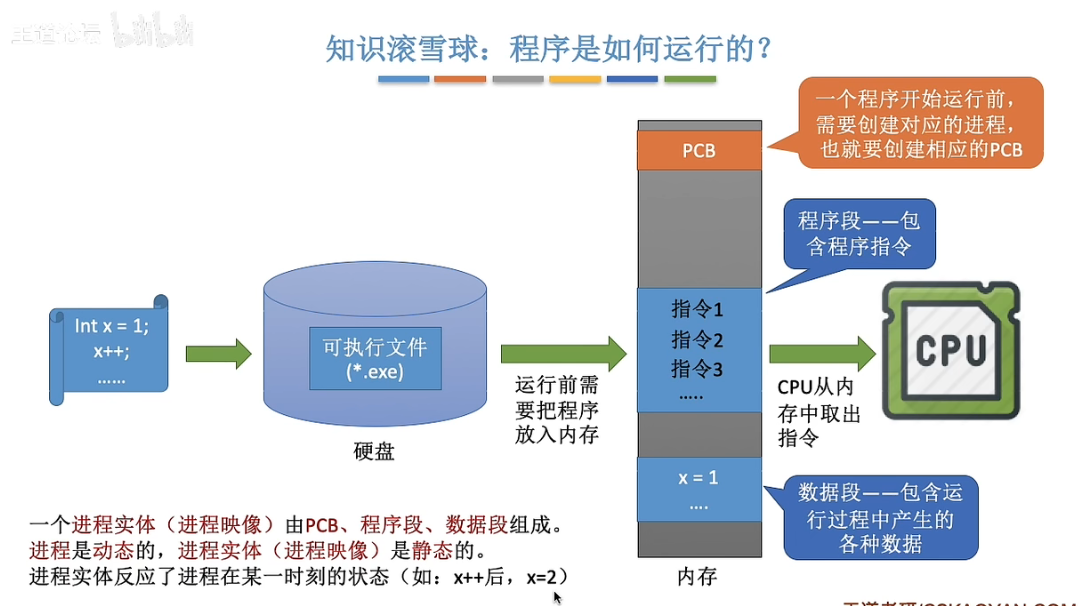 王道论坛 bilibili
知识滚雪球：程序是如何运行的？
一个程序开始运行前，
需要创建对应的进程，
也就要创建相应的PCB
PCB
程序段——包
含程序指令
Int x = 1;
x++;
……
可执行文件
(*.exe)
硬盘
运行前需
要把程序
放入内存
指令1
指令2
指令3
…..
CPU从内
存中取出
指令
CPU
x = 1
….
数据段——包含运
行过程中产生的
各种数据
内存
一个进程实体（进程映像）由PCB、程序段、数据段组成。
进程是动态的，进程实体（进程映像）是静态的。
进程实体反应了进程在某一时刻的状态（如：x++后，x=2）
王道考研/CSKAOYAN.COM